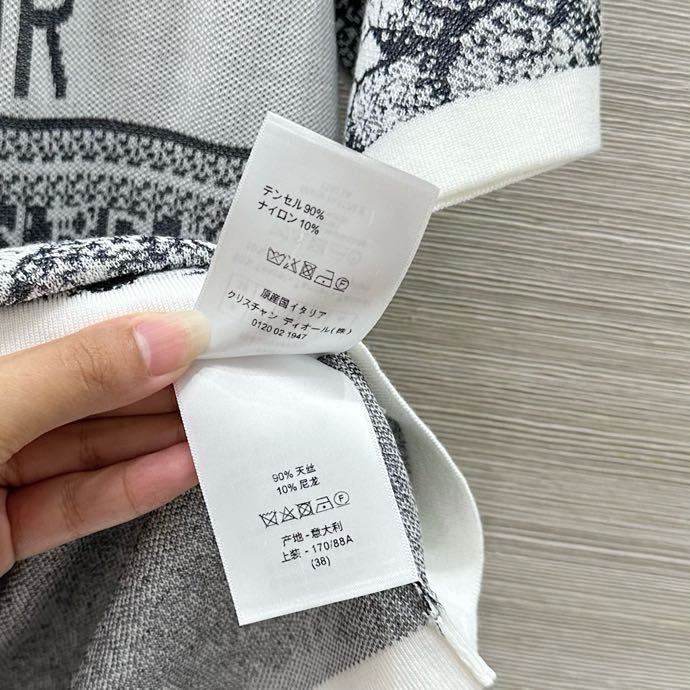 R
テンセル 90%
ナイロン 10%
F
原産国イタリア
クリスチャン ディオール(株)
0120 02 1947
90% 天丝
10% 尼龙
F
产地 - 意大利
上装 - 170/88A
(38)